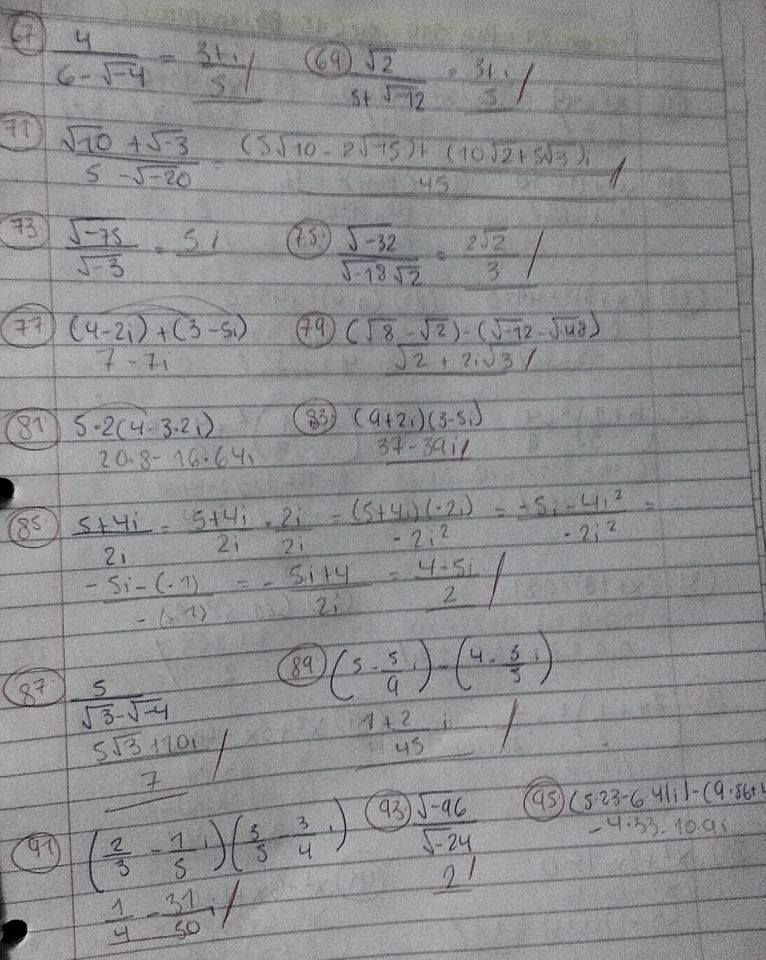 67 4/(6-√-4) = (3+i)/5 69 √2/(5+√-12) = (3+i)/5
71 (√10+√-3)/(5-√-20) = ((5√10-2√15)+(10√2+5√3)i)/45
73 √-75/√-3 = 5 75 √-32/(√-18√2) = 2√2/3
77 (4-2i)+(3-5i) 79 (√8-√2)-(√-12-√48)
7-7i √2+2i√3
81 5·2(4-3·2i) 83 (9+2i)(3-5i)
20·8-16·64i 37-39i
85 (5+4i)/2i = (5+4i)/2i · 2i/2i = (5+4i)(-2i)/-2i² = (-5i-4i²)/-2i² =
= (-5i+4)/2i = (4-5i)/2
87 5/(√3-√-4) 89 (5-5/9 i)-(4-3/5 i)
(5√3+10i)/7 (1+2)/45 i
91 (2/3-1/5 i)(3/5-3/4 i) 93 √-96/√-24 95 (5·23-6·41i)-(9·56+4
1/4-31/50 i 2 -4·33-10·9i